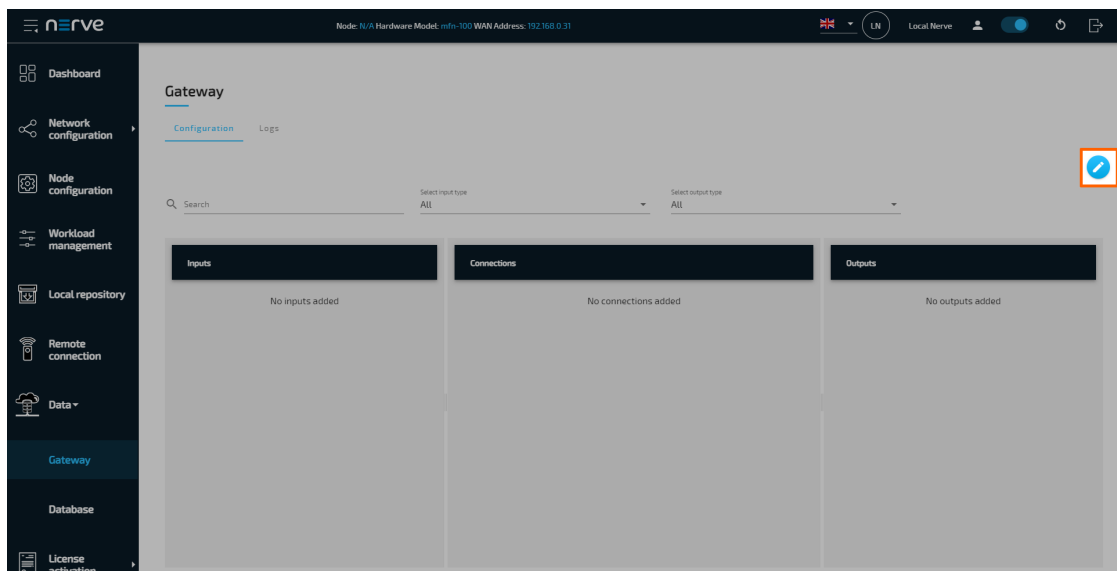 nerve
Node: N/A Hardware Model: mfn-100 WAN Address: 192.168.0.31
LN
Local Nerve
Dashboard
Network
configuration
Node
configuration
Workload
management
Local repository
Remote
connection
Data
Gateway
Database
License
activation
Gateway
Configuration
Logs
Search
Select input type
All
Select output type
All
Inputs
Connections
Outputs
No inputs added
No connections added
No outputs added